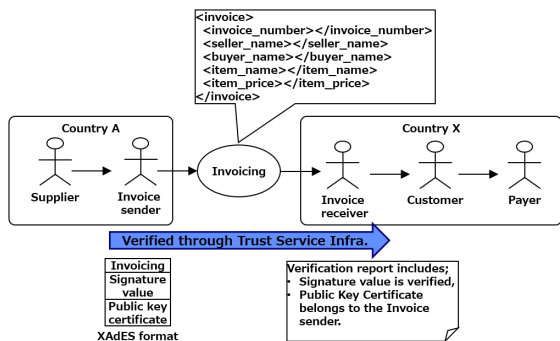 <invoice>
<invoice_number></invoice_number>
<seller_name></seller_name>
<buyer_name></buyer_name>
<item_name></item_name>
<item_price></item_price>
</invoice>
Country A
Supplier
Invoice
sender
Invoicing
Country X
Invoice
receiver
Customer
Payer
Verified through Trust Service Infra.
Invoicing
Signature
value
Public key
certificate
XAdES format
Verification report includes;
• Signature value is verified,
• Public Key Certificate
belongs to the Invoice
sender.